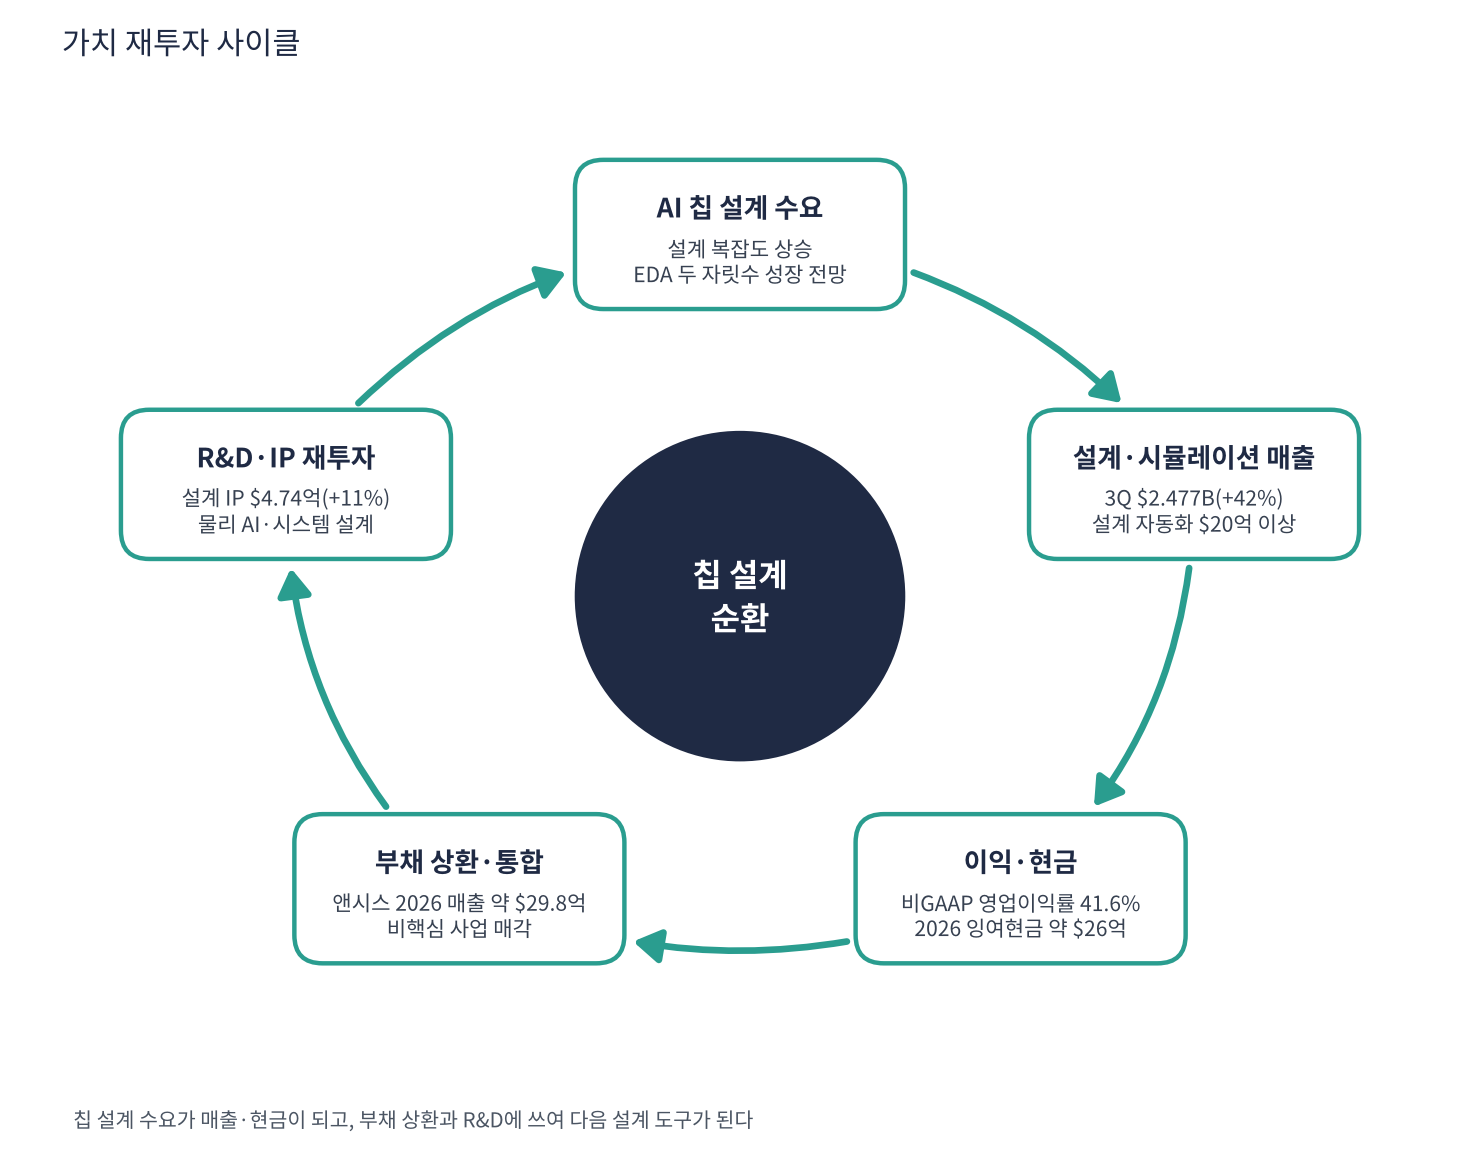 가치 재투자 사이클
AI 칩 설계 수요
설계 복잡도 상승
EDA 두 자릿수 성장 전망
R&D·IP 재투자
설계 IP $4.74억(+11%)
물리 AI·시스템 설계
설계·시뮬레이션 매출
3Q $2.477B(+42%)
설계 자동화 $20억 이상
칩 설계
순환
부채 상환·통합
앤시스 2026 매출 약 $29.8억
비핵심 사업 매각
이익·현금
비GAAP 영업이익률 41.6%
2026 잉여현금 약 $26억
칩 설계 수요가 매출·현금이 되고, 부채 상환과 R&D에 쓰여 다음 설계 도구가 된다